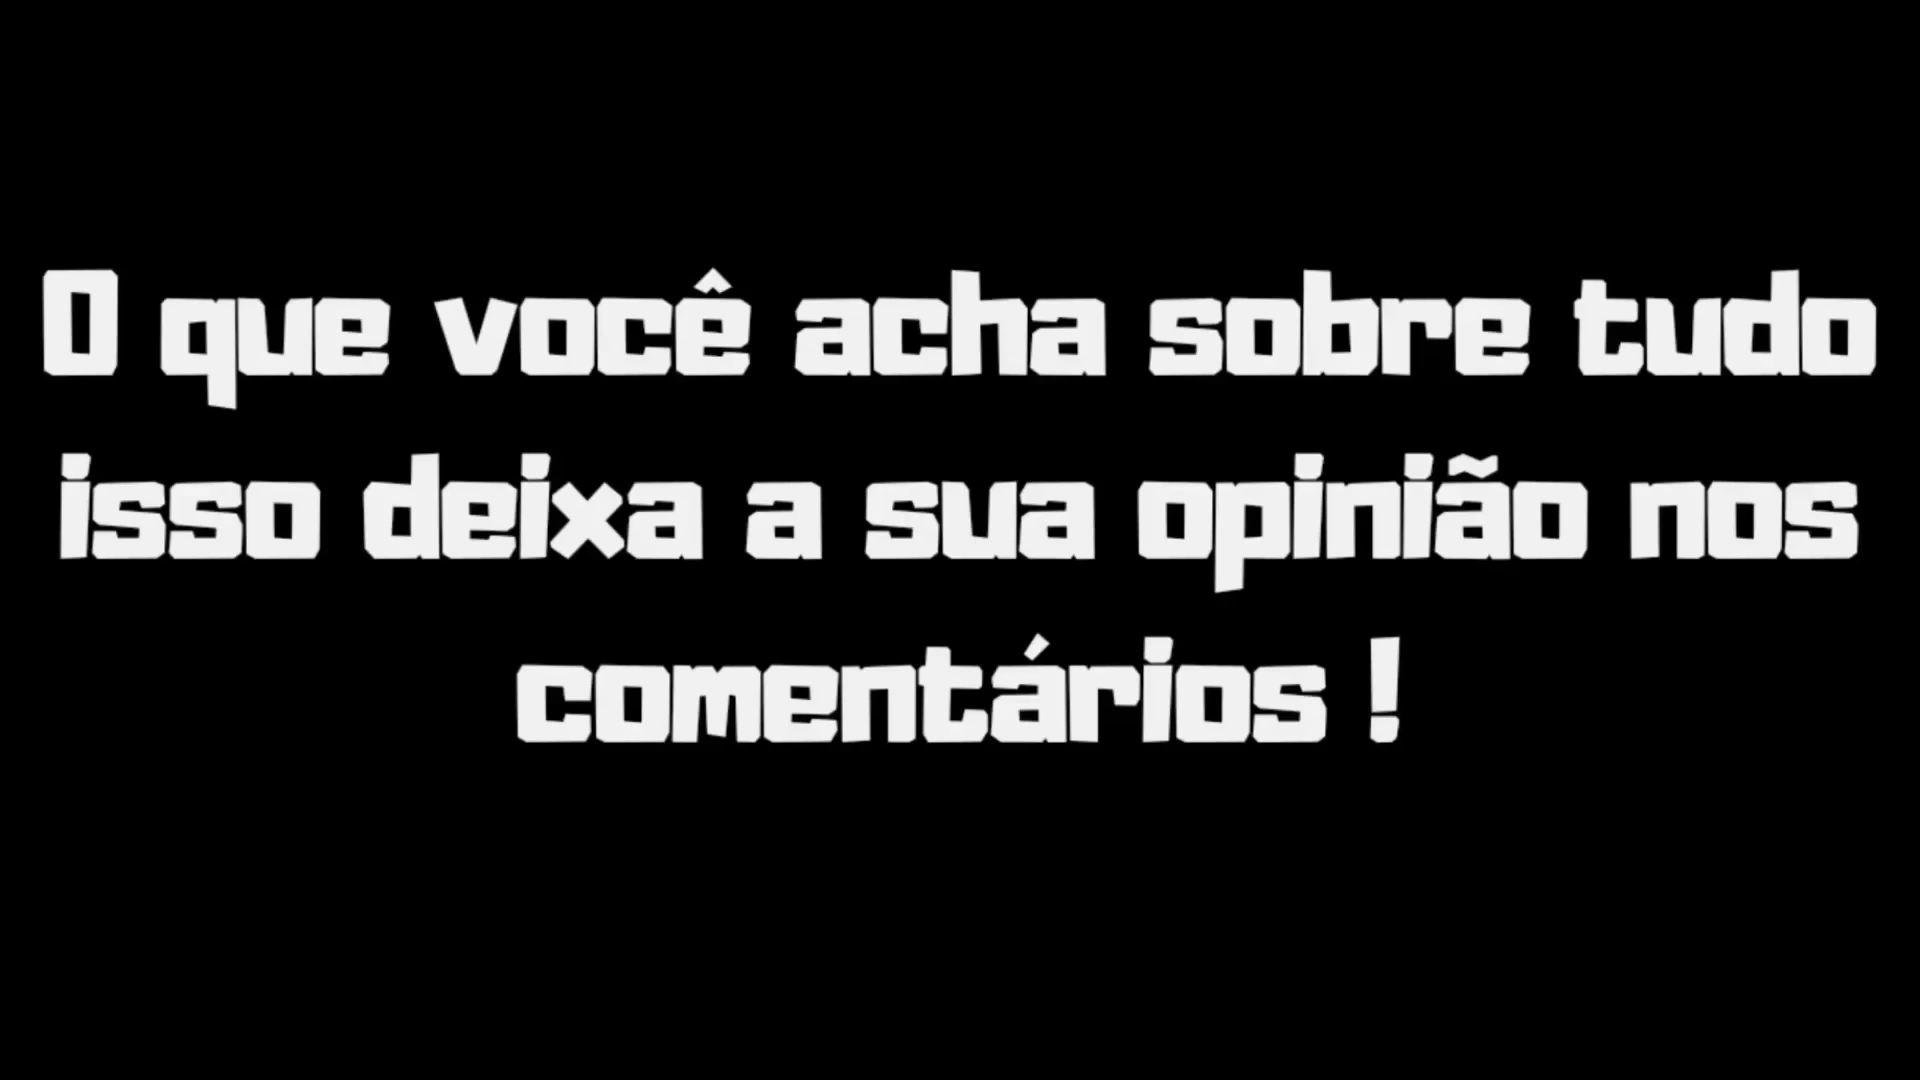 O que você acha sobre tudo
isso deixa a sua opinião nos
comentários !